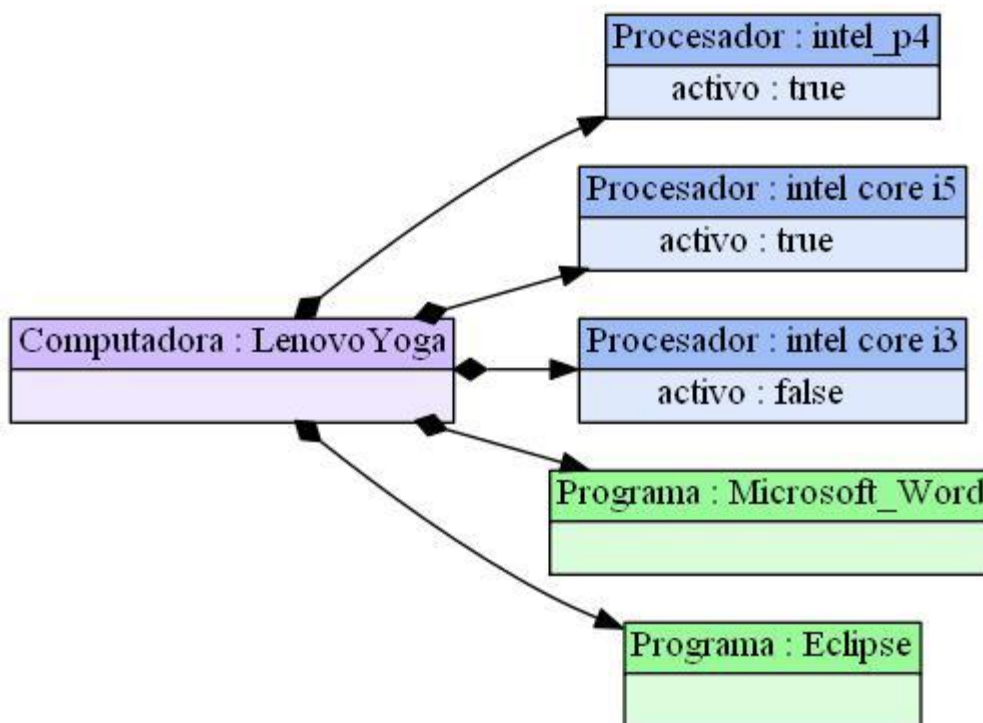 Procesador : intel_p4
activo : true
Procesador : intel core i5
activo : true
Computadora : LenovoYoga
Procesador : intel core i3
activo : false
Programa : Microsoft_Word
Programa : Eclipse